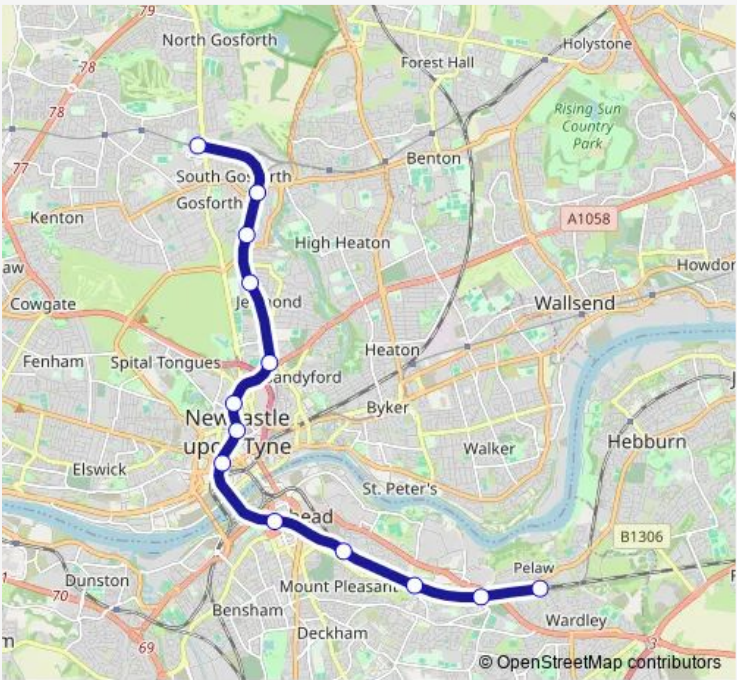 79
North Gosforth
Holystone
Forest Hall
78
Rising Sun
Country
Park
78
Benton
77
South Gosforth
Gosforth
A1058
Kenton
High Heaton
aw
Howdon
Cowgate
Jesmond
Wallsend
Fenham
Spital Tongues
Heaton
Sandyford
Byker
Newcastle
upon Tyne
Hebburn
Walker
Elswick
St. Peter's
head
B1306
Pelaw
Dunston
Mount Pleasant
70
Bensham
Wardley
Deckham
69
3
© OpenStreetMap contributors